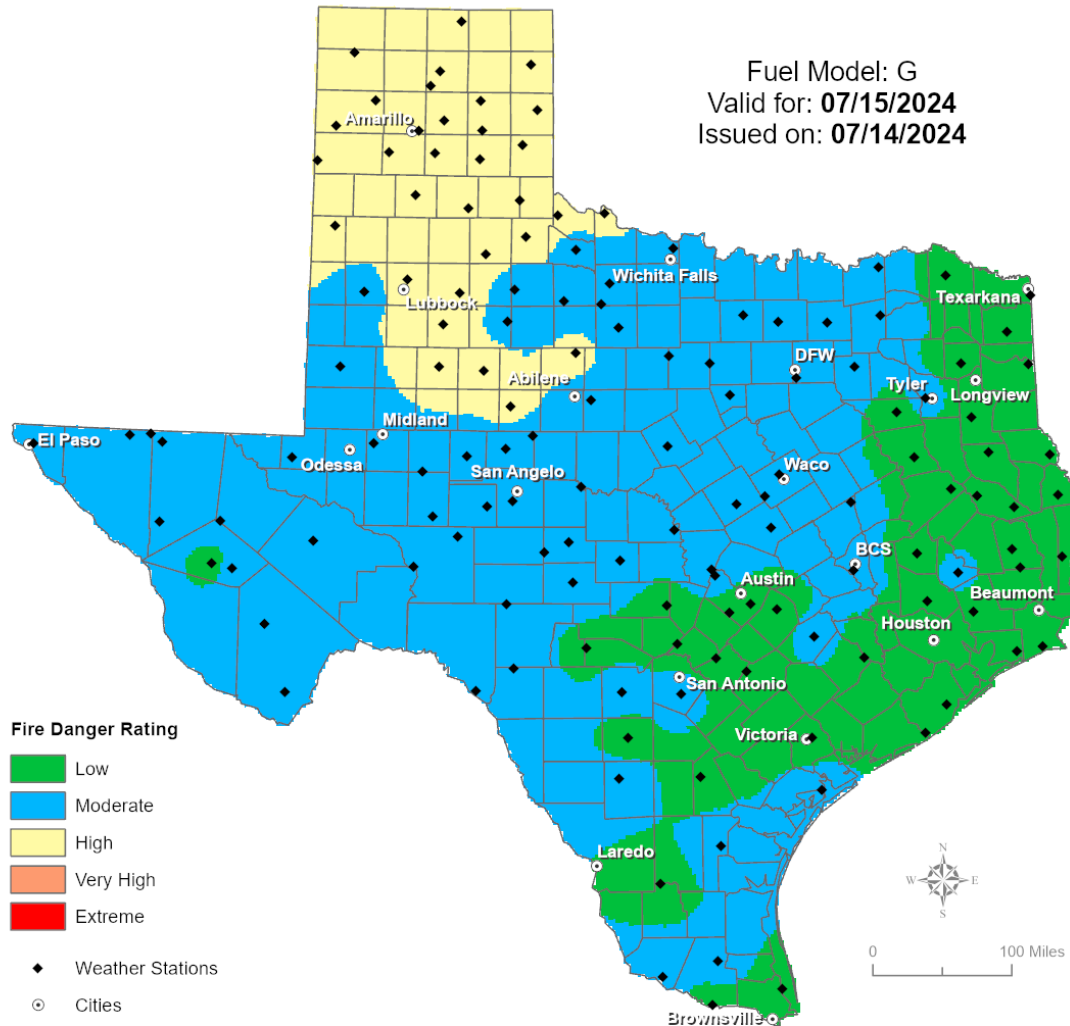 Fuel Model: G
Valid for: 07/15/2024
Issued on: 07/14/2024
Amarillo
Wichita Falls
Lubbock
Texarkana
DFW
Abilene
Tyler
Longview
Midland
El Paso
Odessa
San Angelo
Waco
BCS
Austin
Beaumont
Houston
San Antonio
Victoria
Fire Danger Rating
Low
Moderate
High
Very High
Extreme
Weather Stations
Cities
Laredo
N
W E
S
0 100 Miles
Brownsville